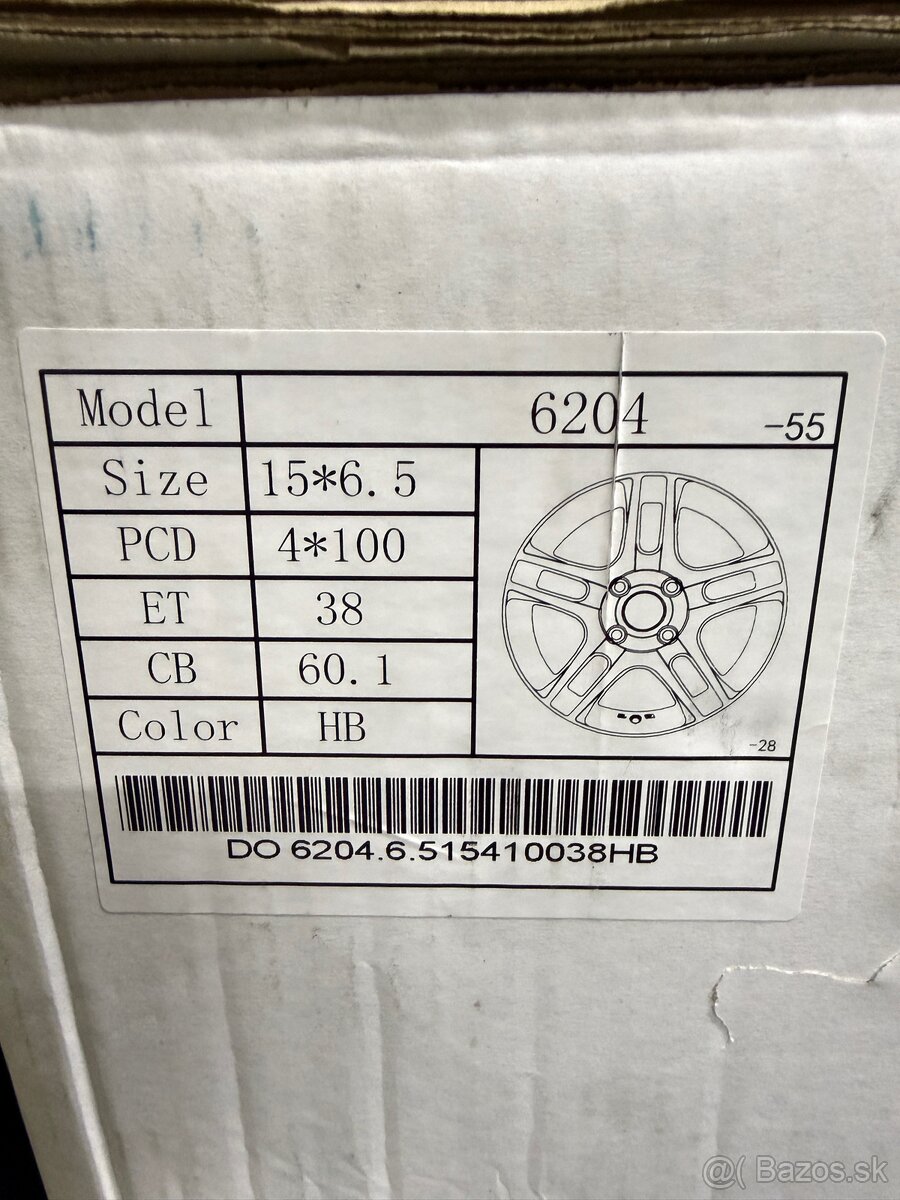 Model 6204 -55
Size 15*6.5
PCD 4*100
ET 38
CB 60.1
Color HB
-28
DO 6204.6.515410038HB
@( Bazos.sk